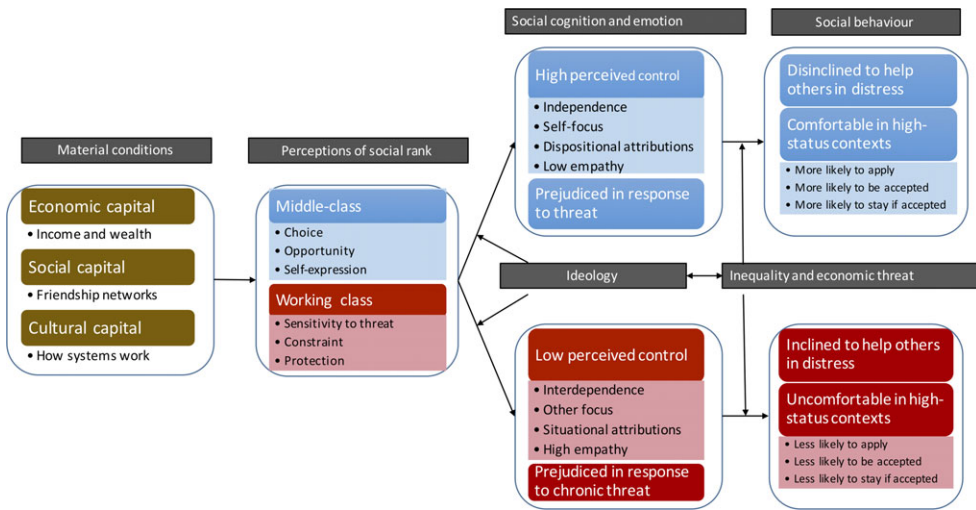 Social cognition and emotion
Social behaviour
Material conditions
Perceptions of social rank
Economic capital
• Income and wealth
Social capital
• Friendship networks
Cultural capital
• How systems work
Middle-class
• Choice
• Opportunity
• Self-expression
Working class
• Sensitivity to threat
• Constraint
• Protection
High perceived control
• Independence
• Self-focus
• Dispositional attributions
• Low empathy
Prejudiced in response
to threat
Disinclined to help
others in distress
Comfortable in high-
status contexts
• More likely to apply
• More likely to be accepted
• More likely to stay if accepted
Ideology
Inequality and economic threat
Low perceived control
• Interdependence
• Other focus
• Situational attributions
• High empathy
Prejudiced in response
to chronic threat
Inclined to help others
in distress
Uncomfortable in high-
status contexts
• Less likely to apply
• Less likely to be accepted
• Less likely to stay if accepted